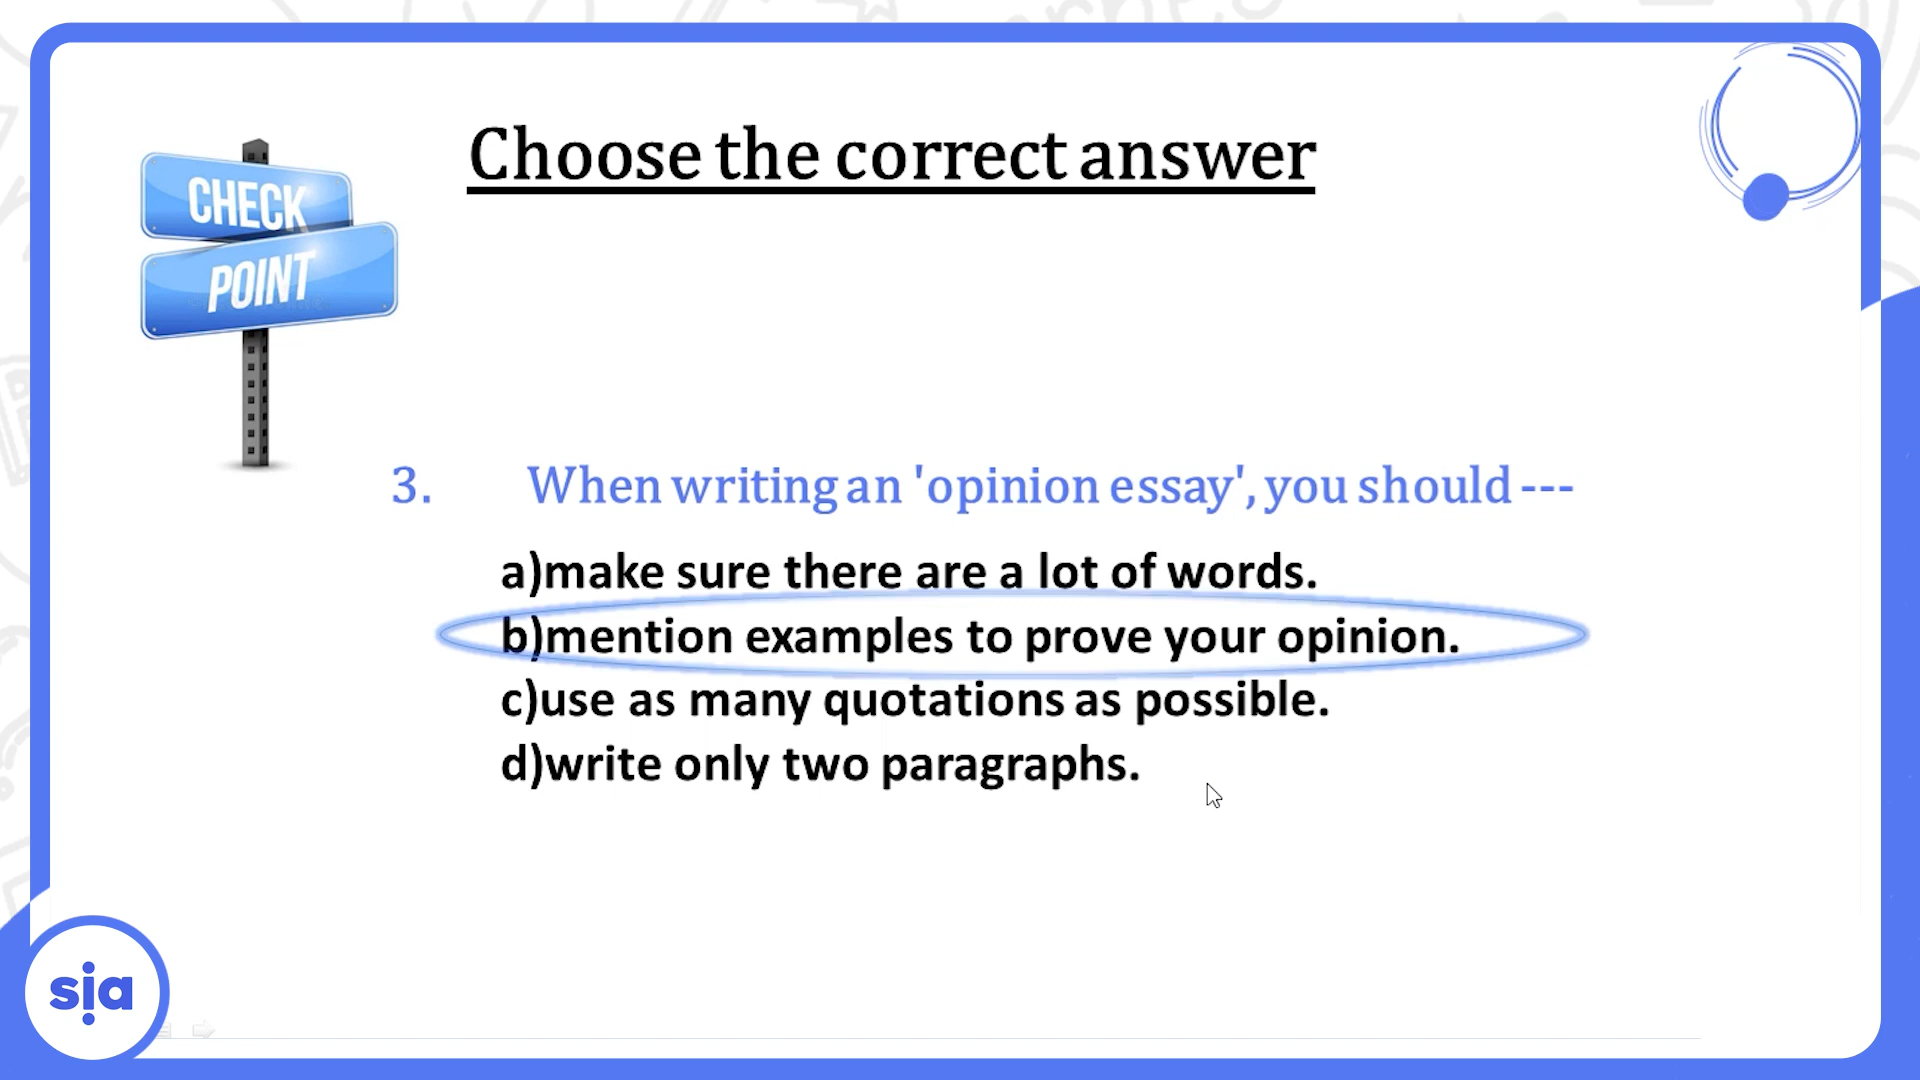 Choose the correct answer
CHECK
POINT
3. When writing an 'opinion essay', you should ---
a)make sure there are a lot of words.
b)mention examples to prove your opinion.
c)use as many quotations as possible.
d)write only two paragraphs.
sia